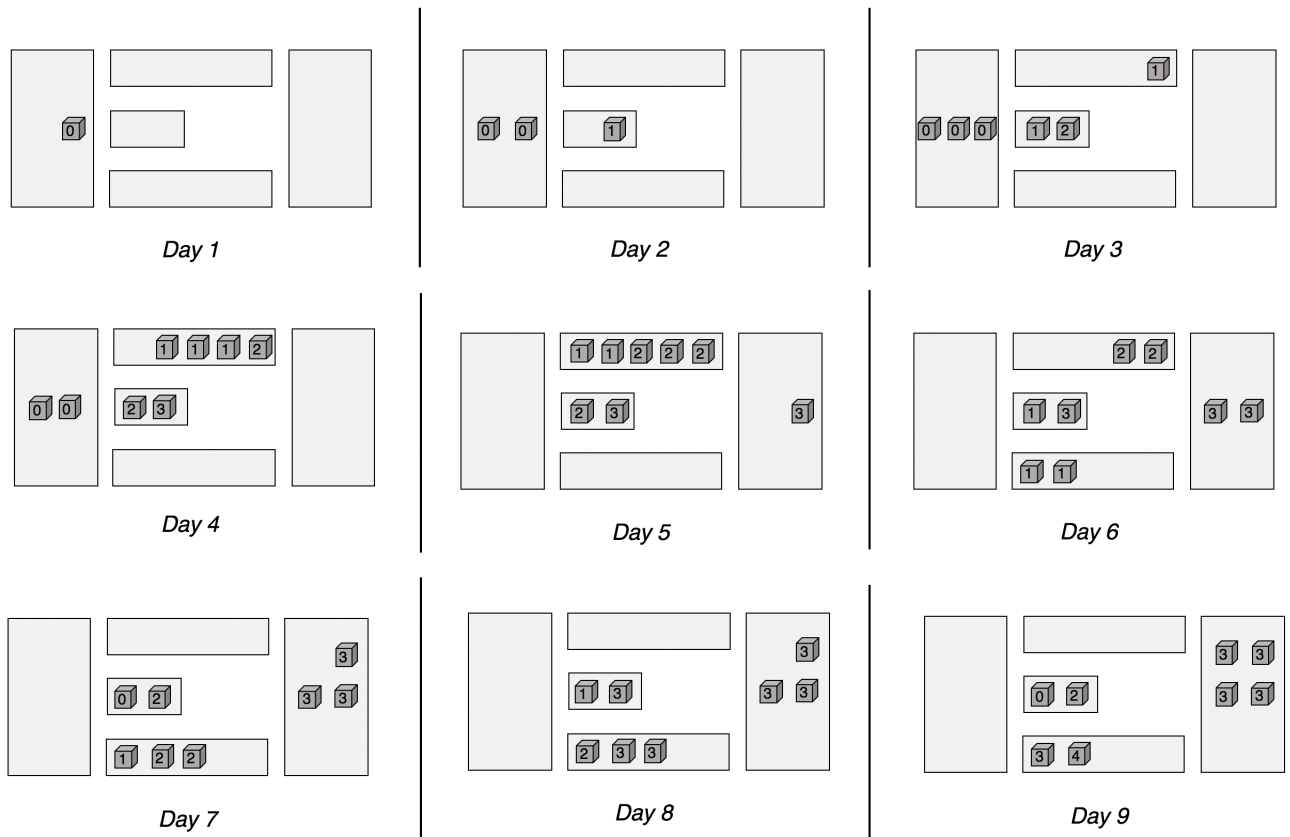 0
Day 1
0 0 1
Day 2
1
0 0 0 1 2
Day 3
1 1 1 2
0 0 2 3
Day 4
1 1 2 2 2
2 3 3
Day 5
2 2
1 3 3 3
1 1
Day 6
3
0 2 3 3
1 2 2
Day 7
3
1 3 3 3
2 3 3
Day 8
3 3
0 2 3 3
3 4
Day 9